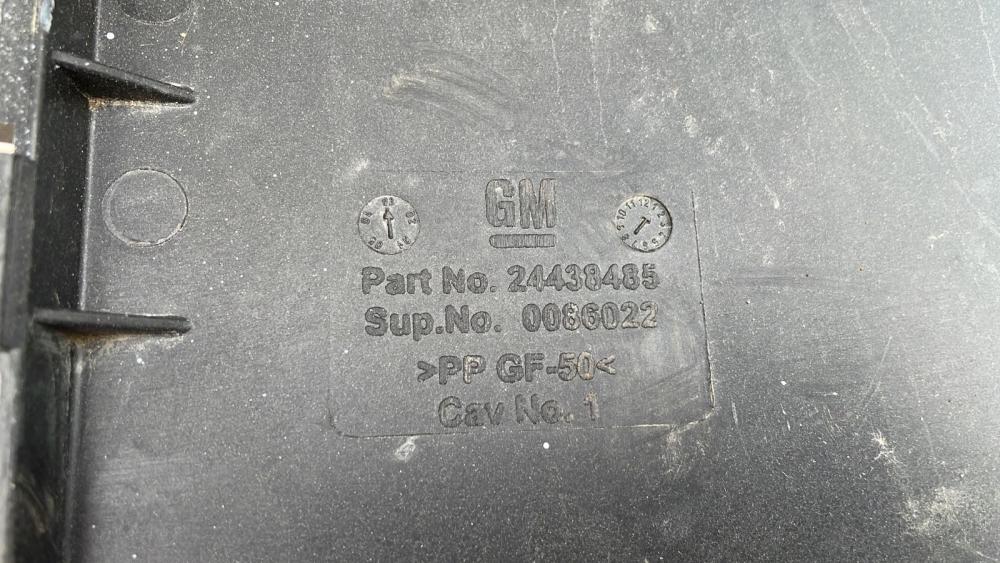 GM
Part No. 24438485
Sup.No. 0086022
>PP GF-50<
Cav No. 1